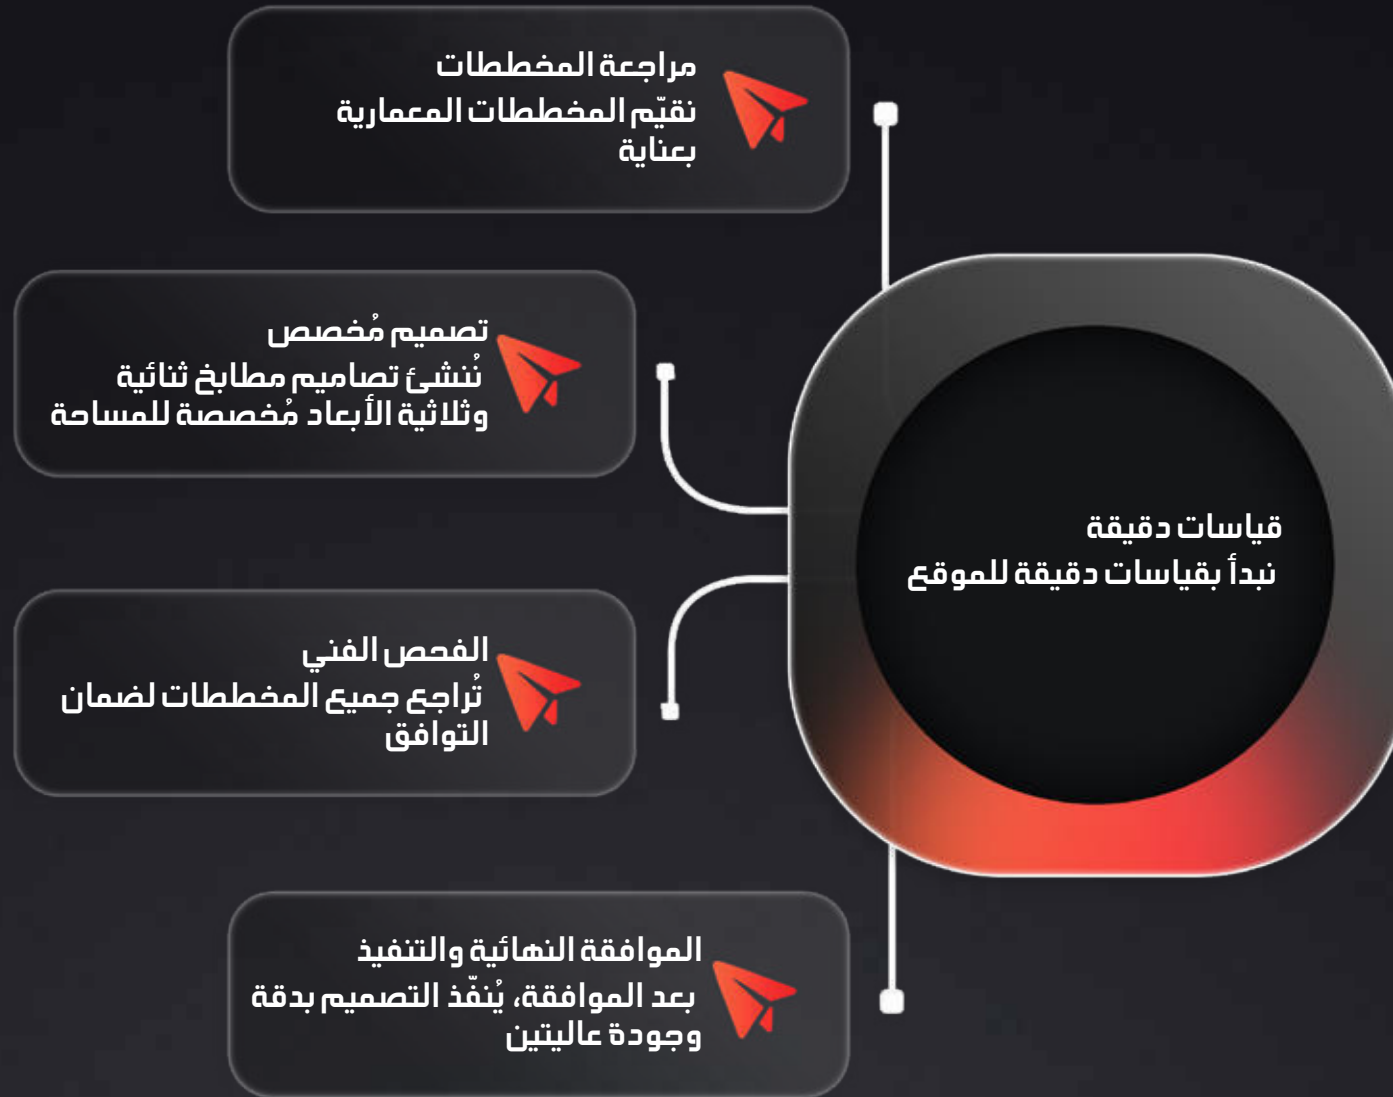 مراجعة المخططات
نقيّم المخططات المعمارية
بعناية
تصميم مُخصص
نُنشئ تصاميم مطابخ ثنائية
وثلاثية الأبعاد مُخصصة للمساحة
قياسات دقيقة
نبدأ بقياسات دقيقة للموقع
الفحص الفني
تُراجع جميع المخططات لضمان
التوافق
الموافقة النهائية والتنفيذ
بعد الموافقة، يُنفّذ التصميم بدقة
وجودة عاليتين